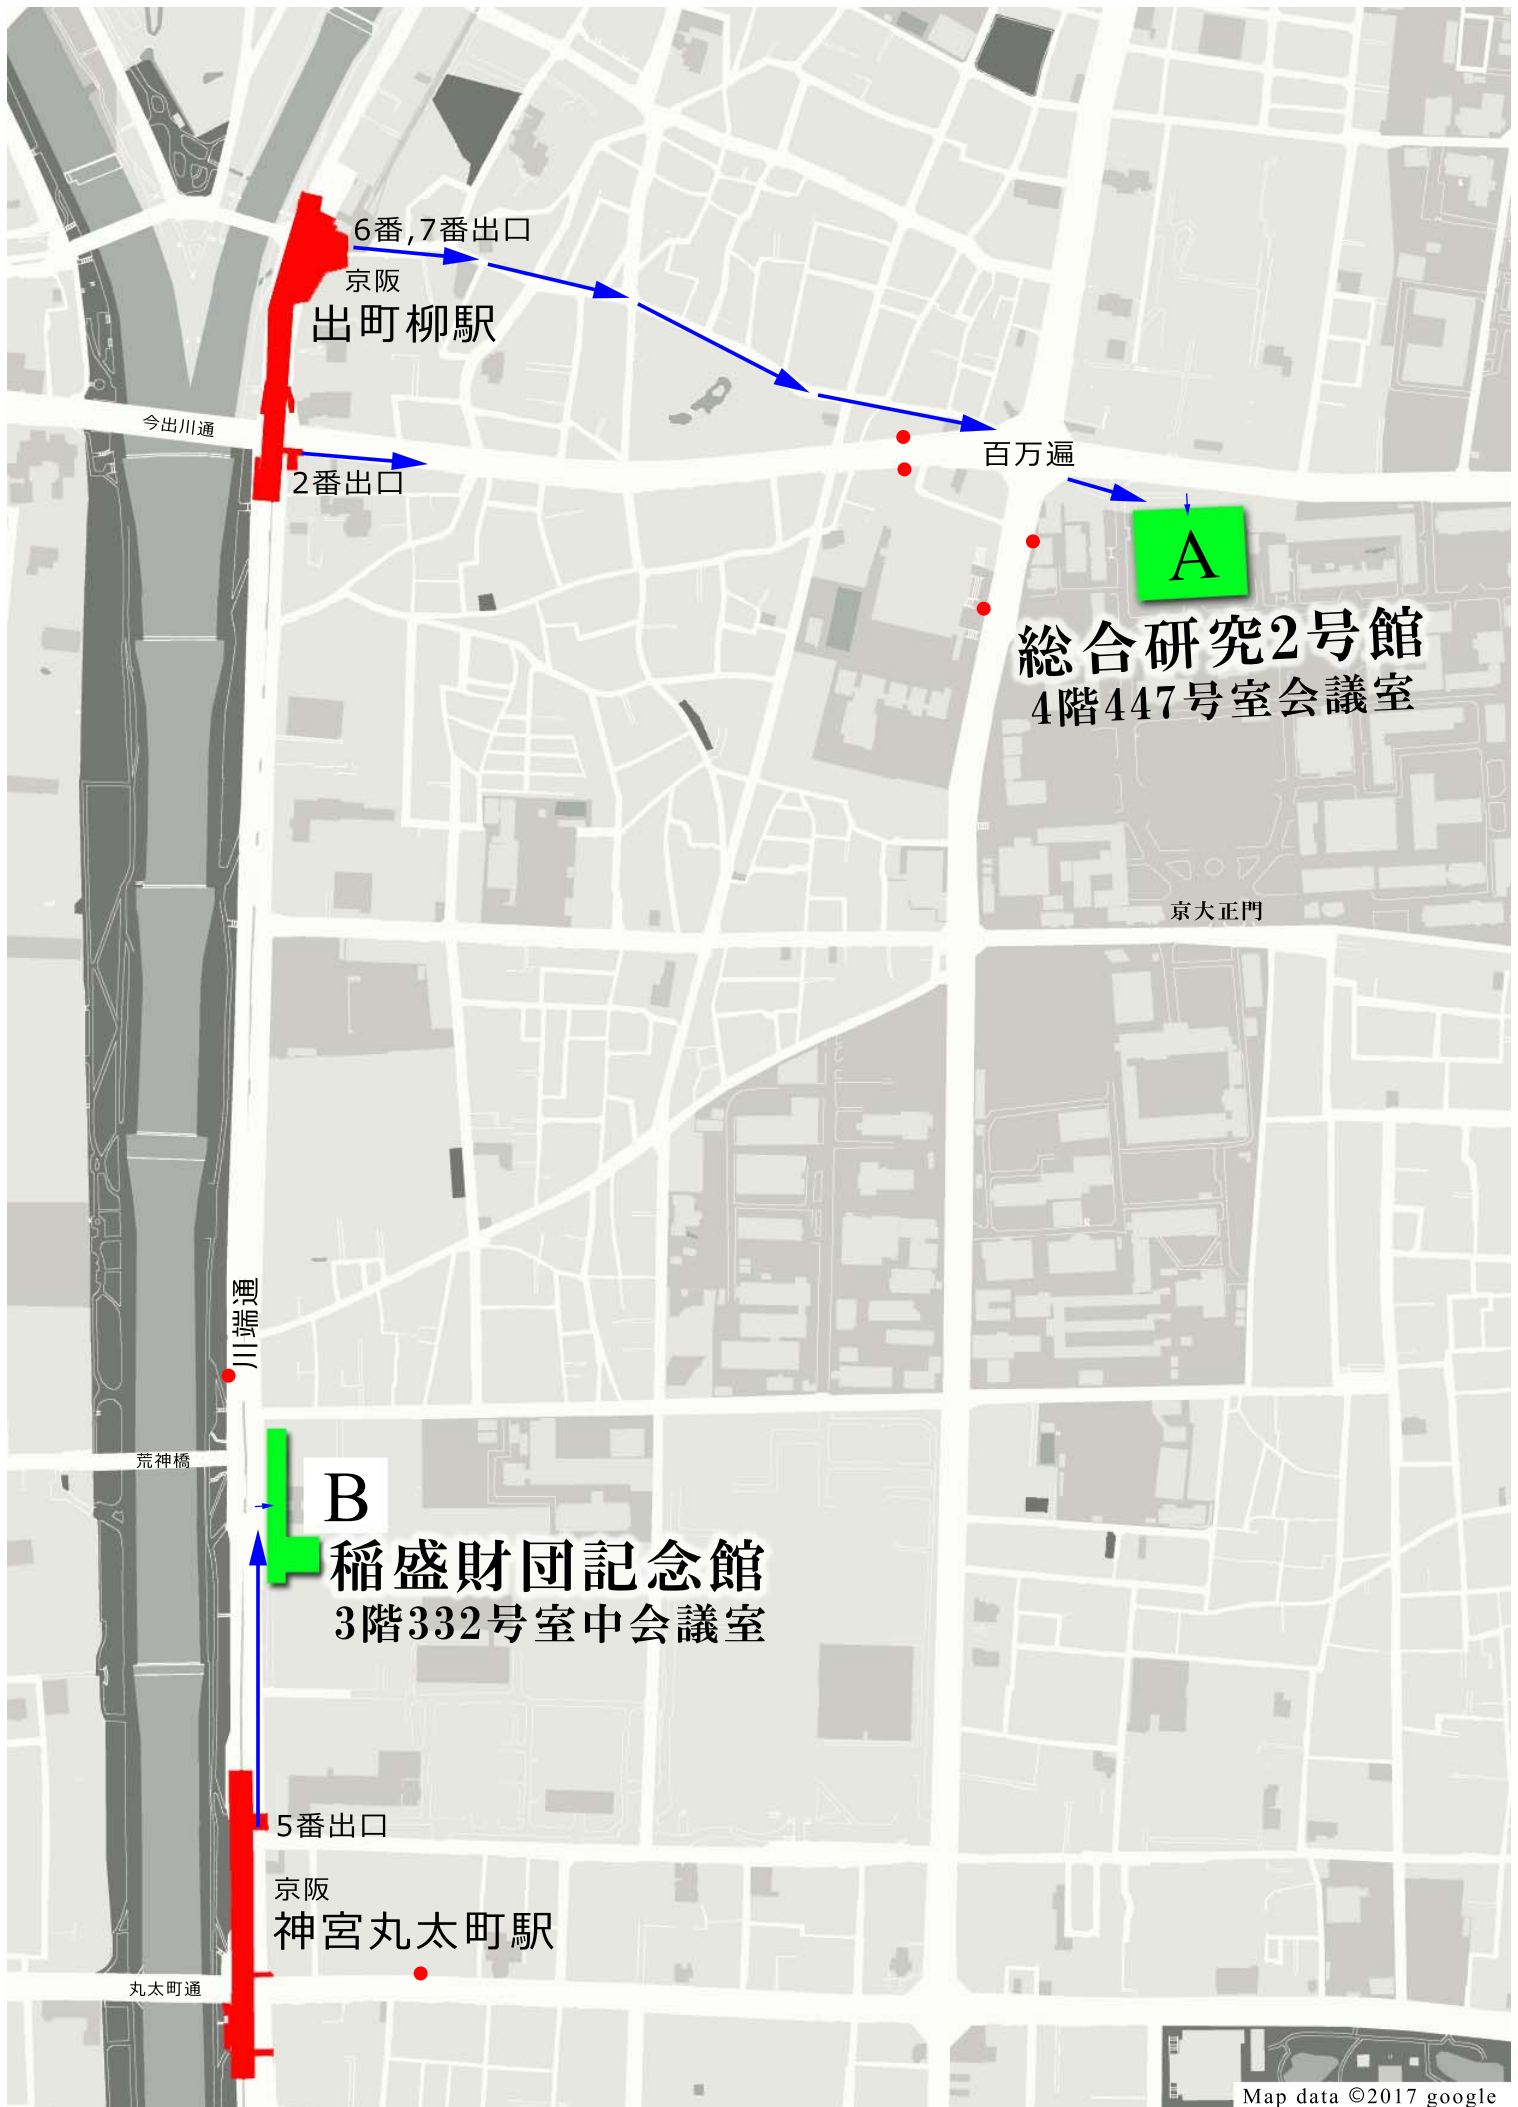 6番,7番出口
京阪
出町柳駅
今出川通
百万遍
2番出口
A
総合研究2号館
4階447号室会議室
京大正門
川端通
荒神橋
B
稲盛財団記念館
3階332号室中会議室
5番出口
京阪
神宮丸太町駅
丸太町通
Map data ©2017 google